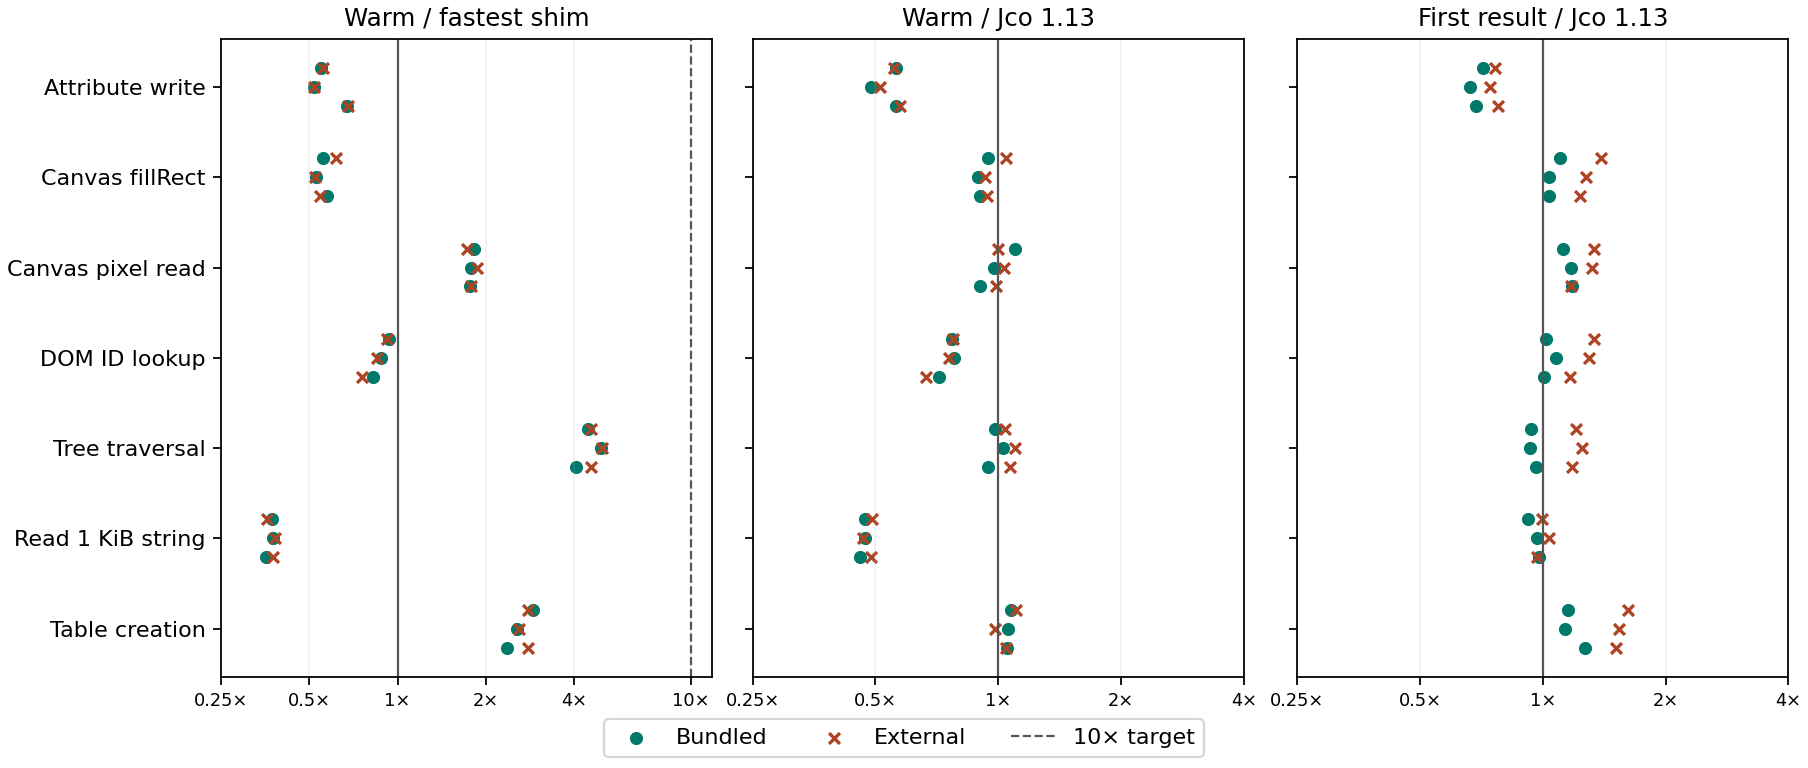 Warm / fastest shim
Warm / Jco 1.13
First result / Jco 1.13
Attribute write
Canvas fillRect
Canvas pixel read
DOM ID lookup
Tree traversal
Read 1 KiB string
Table creation
0.25× 0.5× 1× 2× 4× 10×
0.25× 0.5× 1× 2× 4×
0.25× 0.5× 1× 2× 4×
Bundled External 10× target